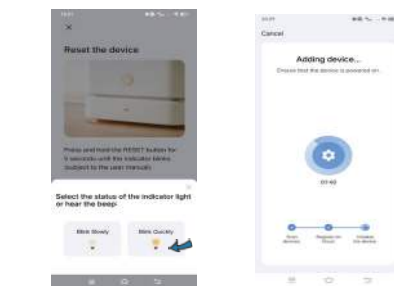 Reset the device
Press and hold the RESET button for
5 seconds until the indicator blinks
(subject to the user manual)
Select the status of the indicator light
or hear the beep
Blink Slowly
Blink Quickly
Cancel
Adding device...
Ensure that the device is powered on.
Scan
devices.
Register on
Cloud.
Initialize
the device.